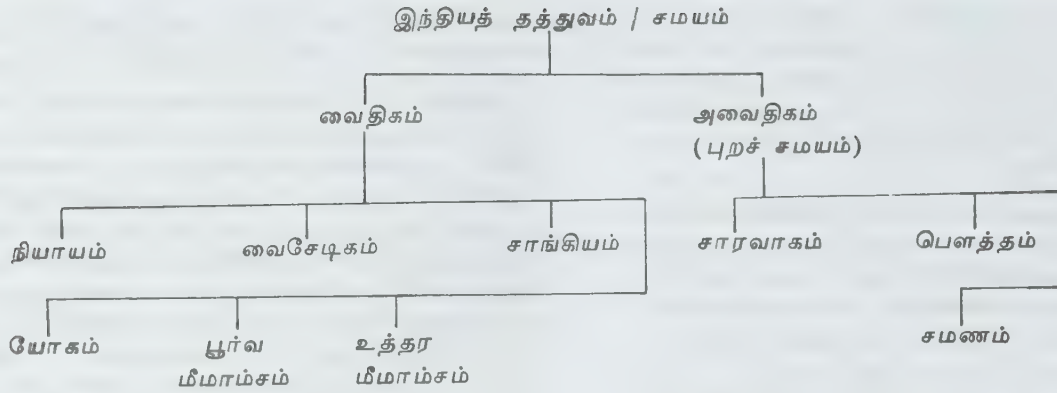 இந்தியத் தத்துவம் / சமயம்
வைதிகம்
அவைதிகம்
(புறச் சமயம்)
நியாயம்
வைசேடிகம்
சாங்கியம்
சாரவாகம்
பௌத்தம்
யோகம்
பூர்வ
மீமாம்சம்
உத்தர
மீமாம்சம்
சமணம்